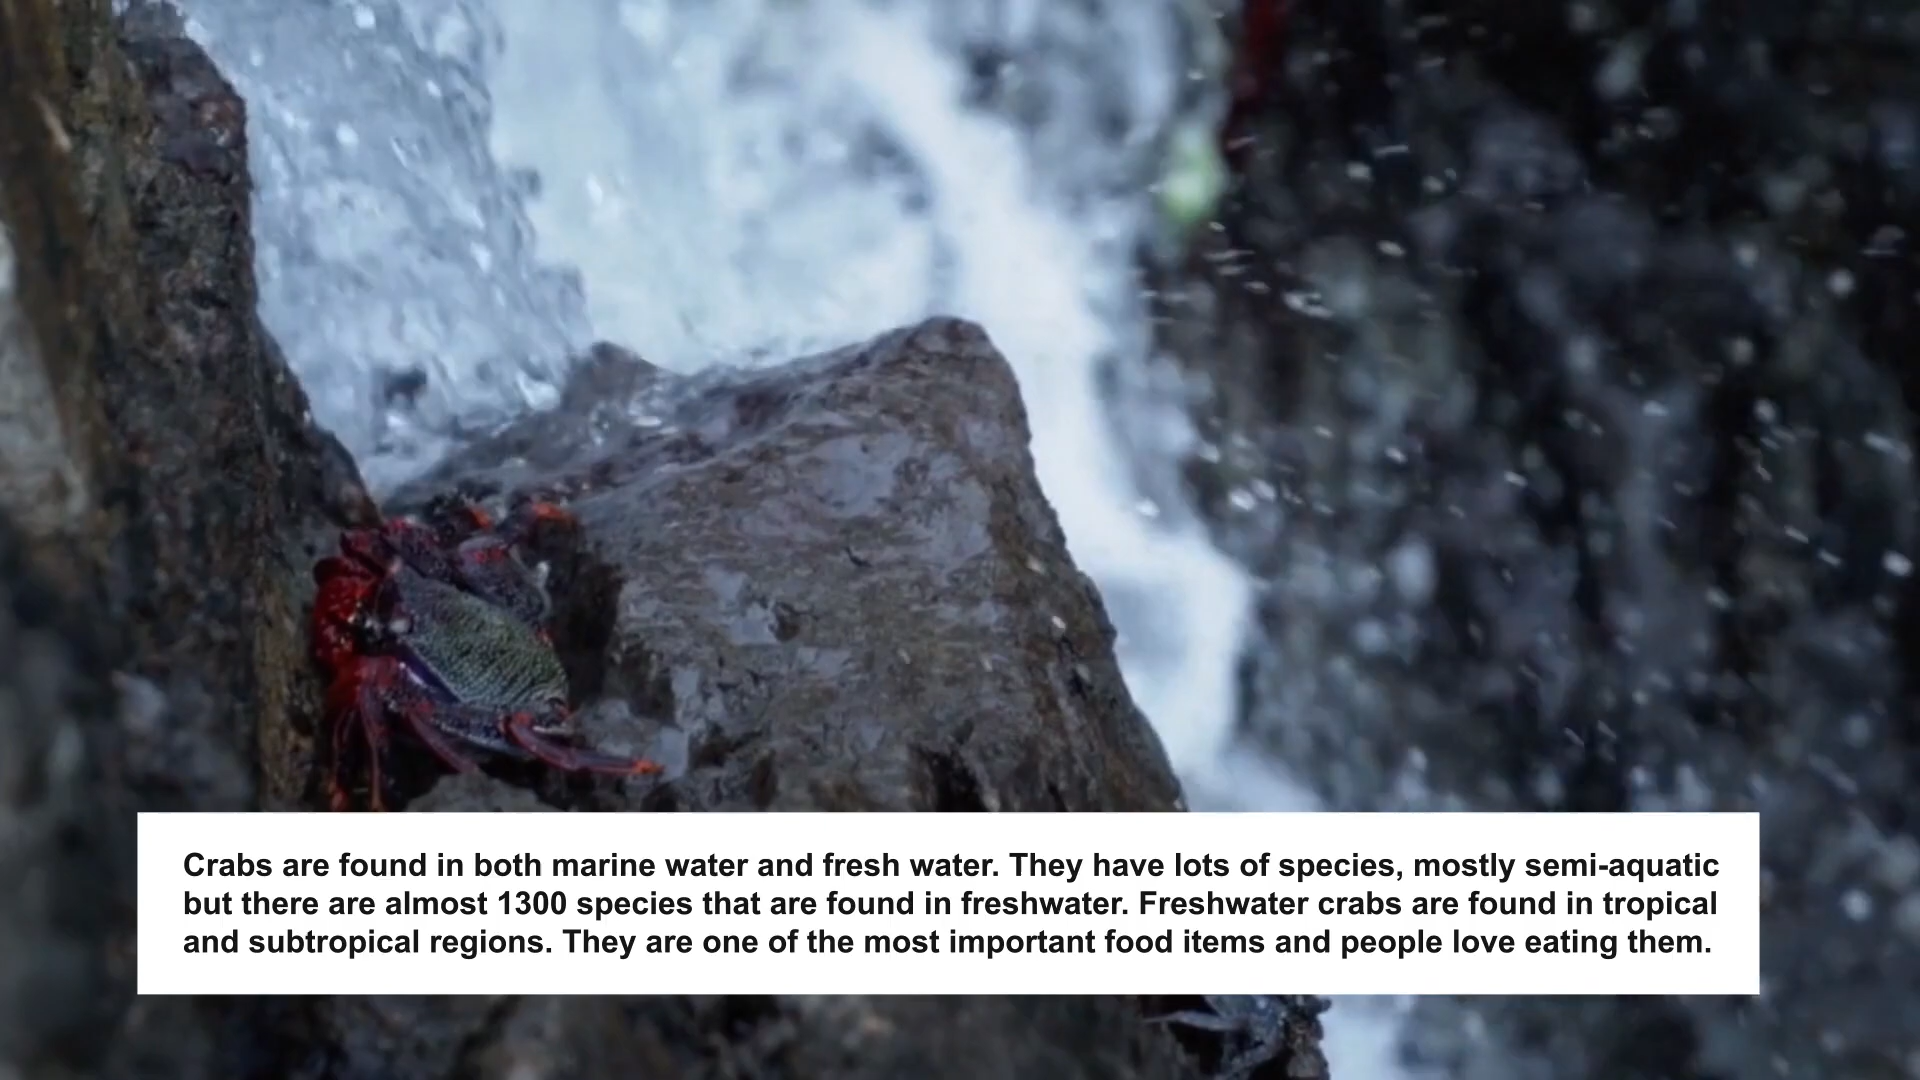 Crabs are found in both marine water and fresh water. They have lots of species, mostly semi-aquatic
but there are almost 1300 species that are found in freshwater. Freshwater crabs are found in tropical
and subtropical regions. They are one of the most important food items and people love eating them.